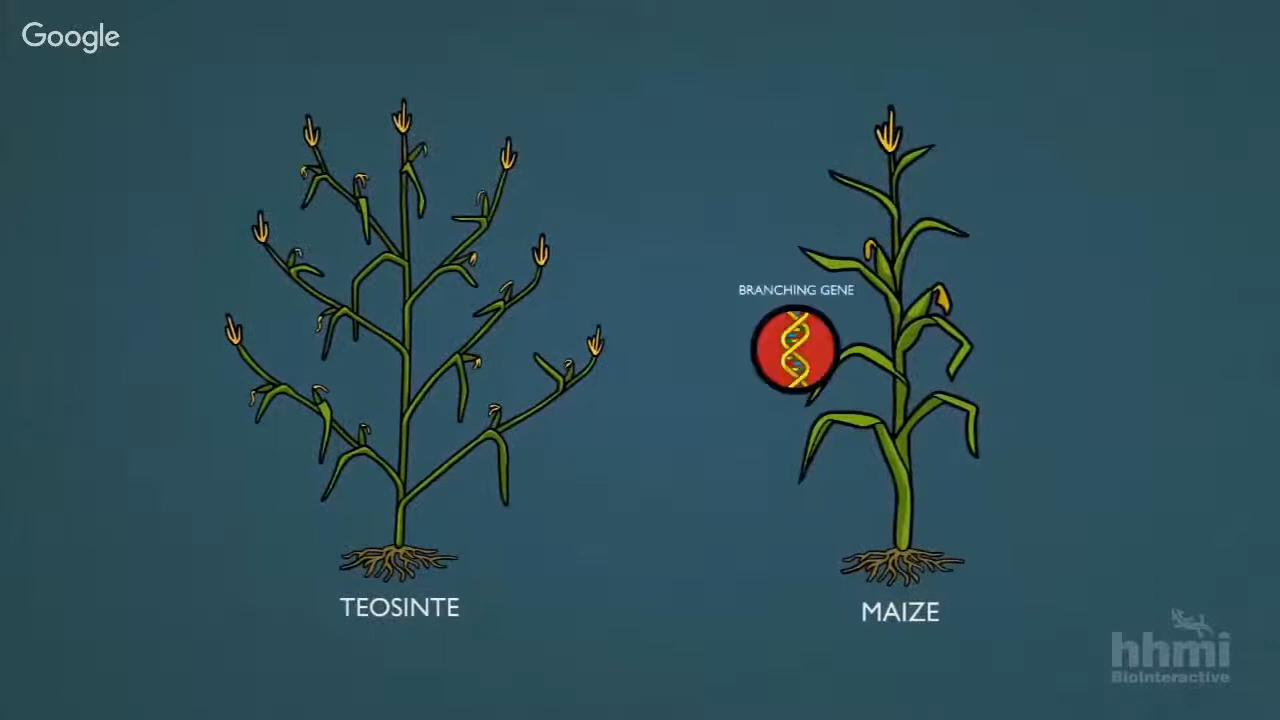 Google
BRANCHING GENE
TEOSINTE
MAIZE
hhmi
BioInteractive